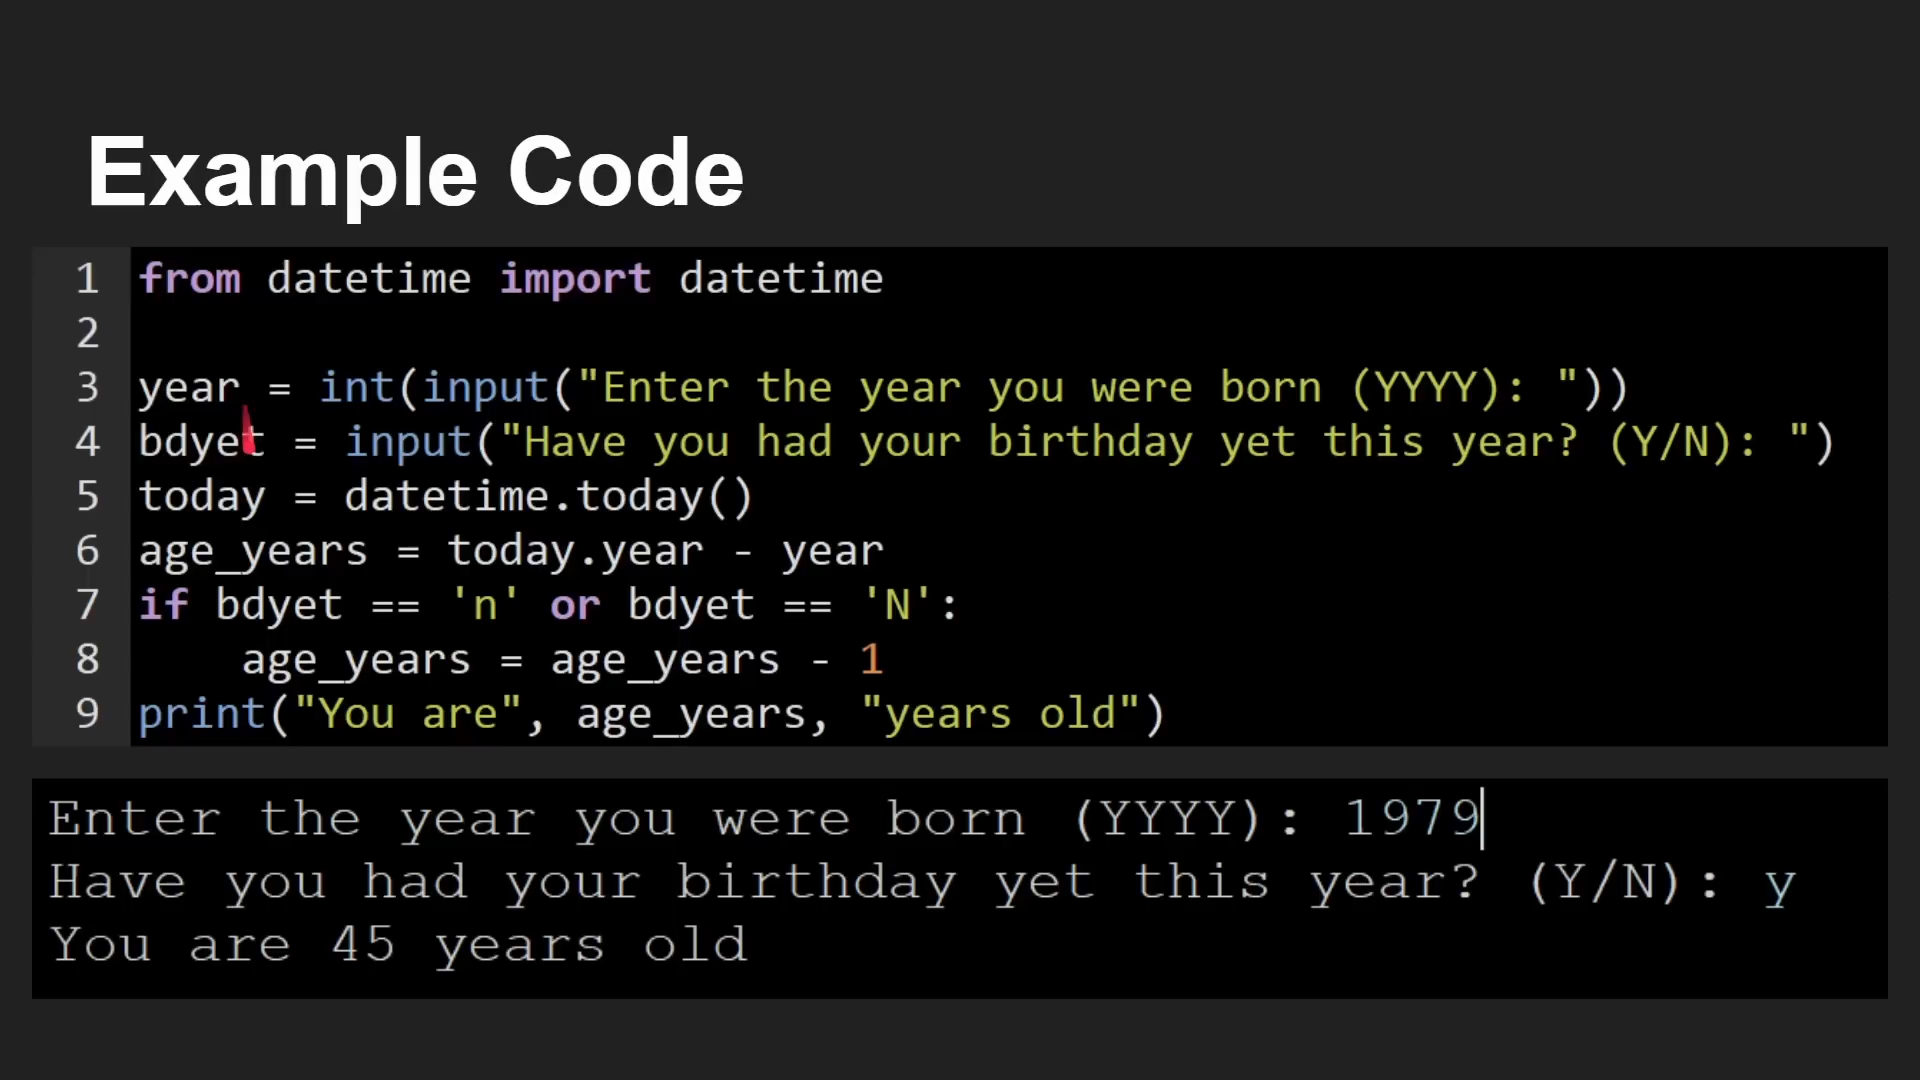 Example Code
1 from datetime import datetime
2
3 year = int(input("Enter the year you were born (YYYY): "))
4 bdyet = input("Have you had your birthday yet this year? (Y/N): ")
5 today = datetime.today()
6 age_years = today.year - year
7 if bdyet == 'n' or bdyet == 'N':
8     age_years = age_years - 1
9 print("You are", age_years, "years old")
Enter the year you were born (YYYY): 1979
Have you had your birthday yet this year? (Y/N): y
You are 45 years old